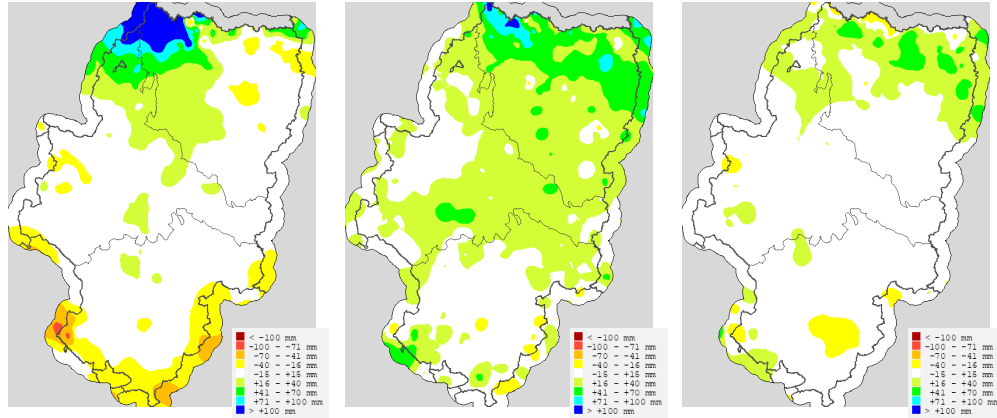 < -100 mm
-100 - -71 mm
-70 - -41 mm
-40 - -16 mm
-15 - +15 mm
+16 - +40 mm
+41 - +70 mm
+71 - +100 mm
> +100 mm
< -100 mm
-100 - -71 mm
-70 - -41 mm
-40 - -16 mm
-15 - +15 mm
+16 - +40 mm
+41 - +70 mm
+71 - +100 mm
> +100 mm
< -100 mm
-100 - -71 mm
-70 - -41 mm
-40 - -16 mm
-15 - +15 mm
+16 - +40 mm
+41 - +70 mm
+71 - +100 mm
> +100 mm